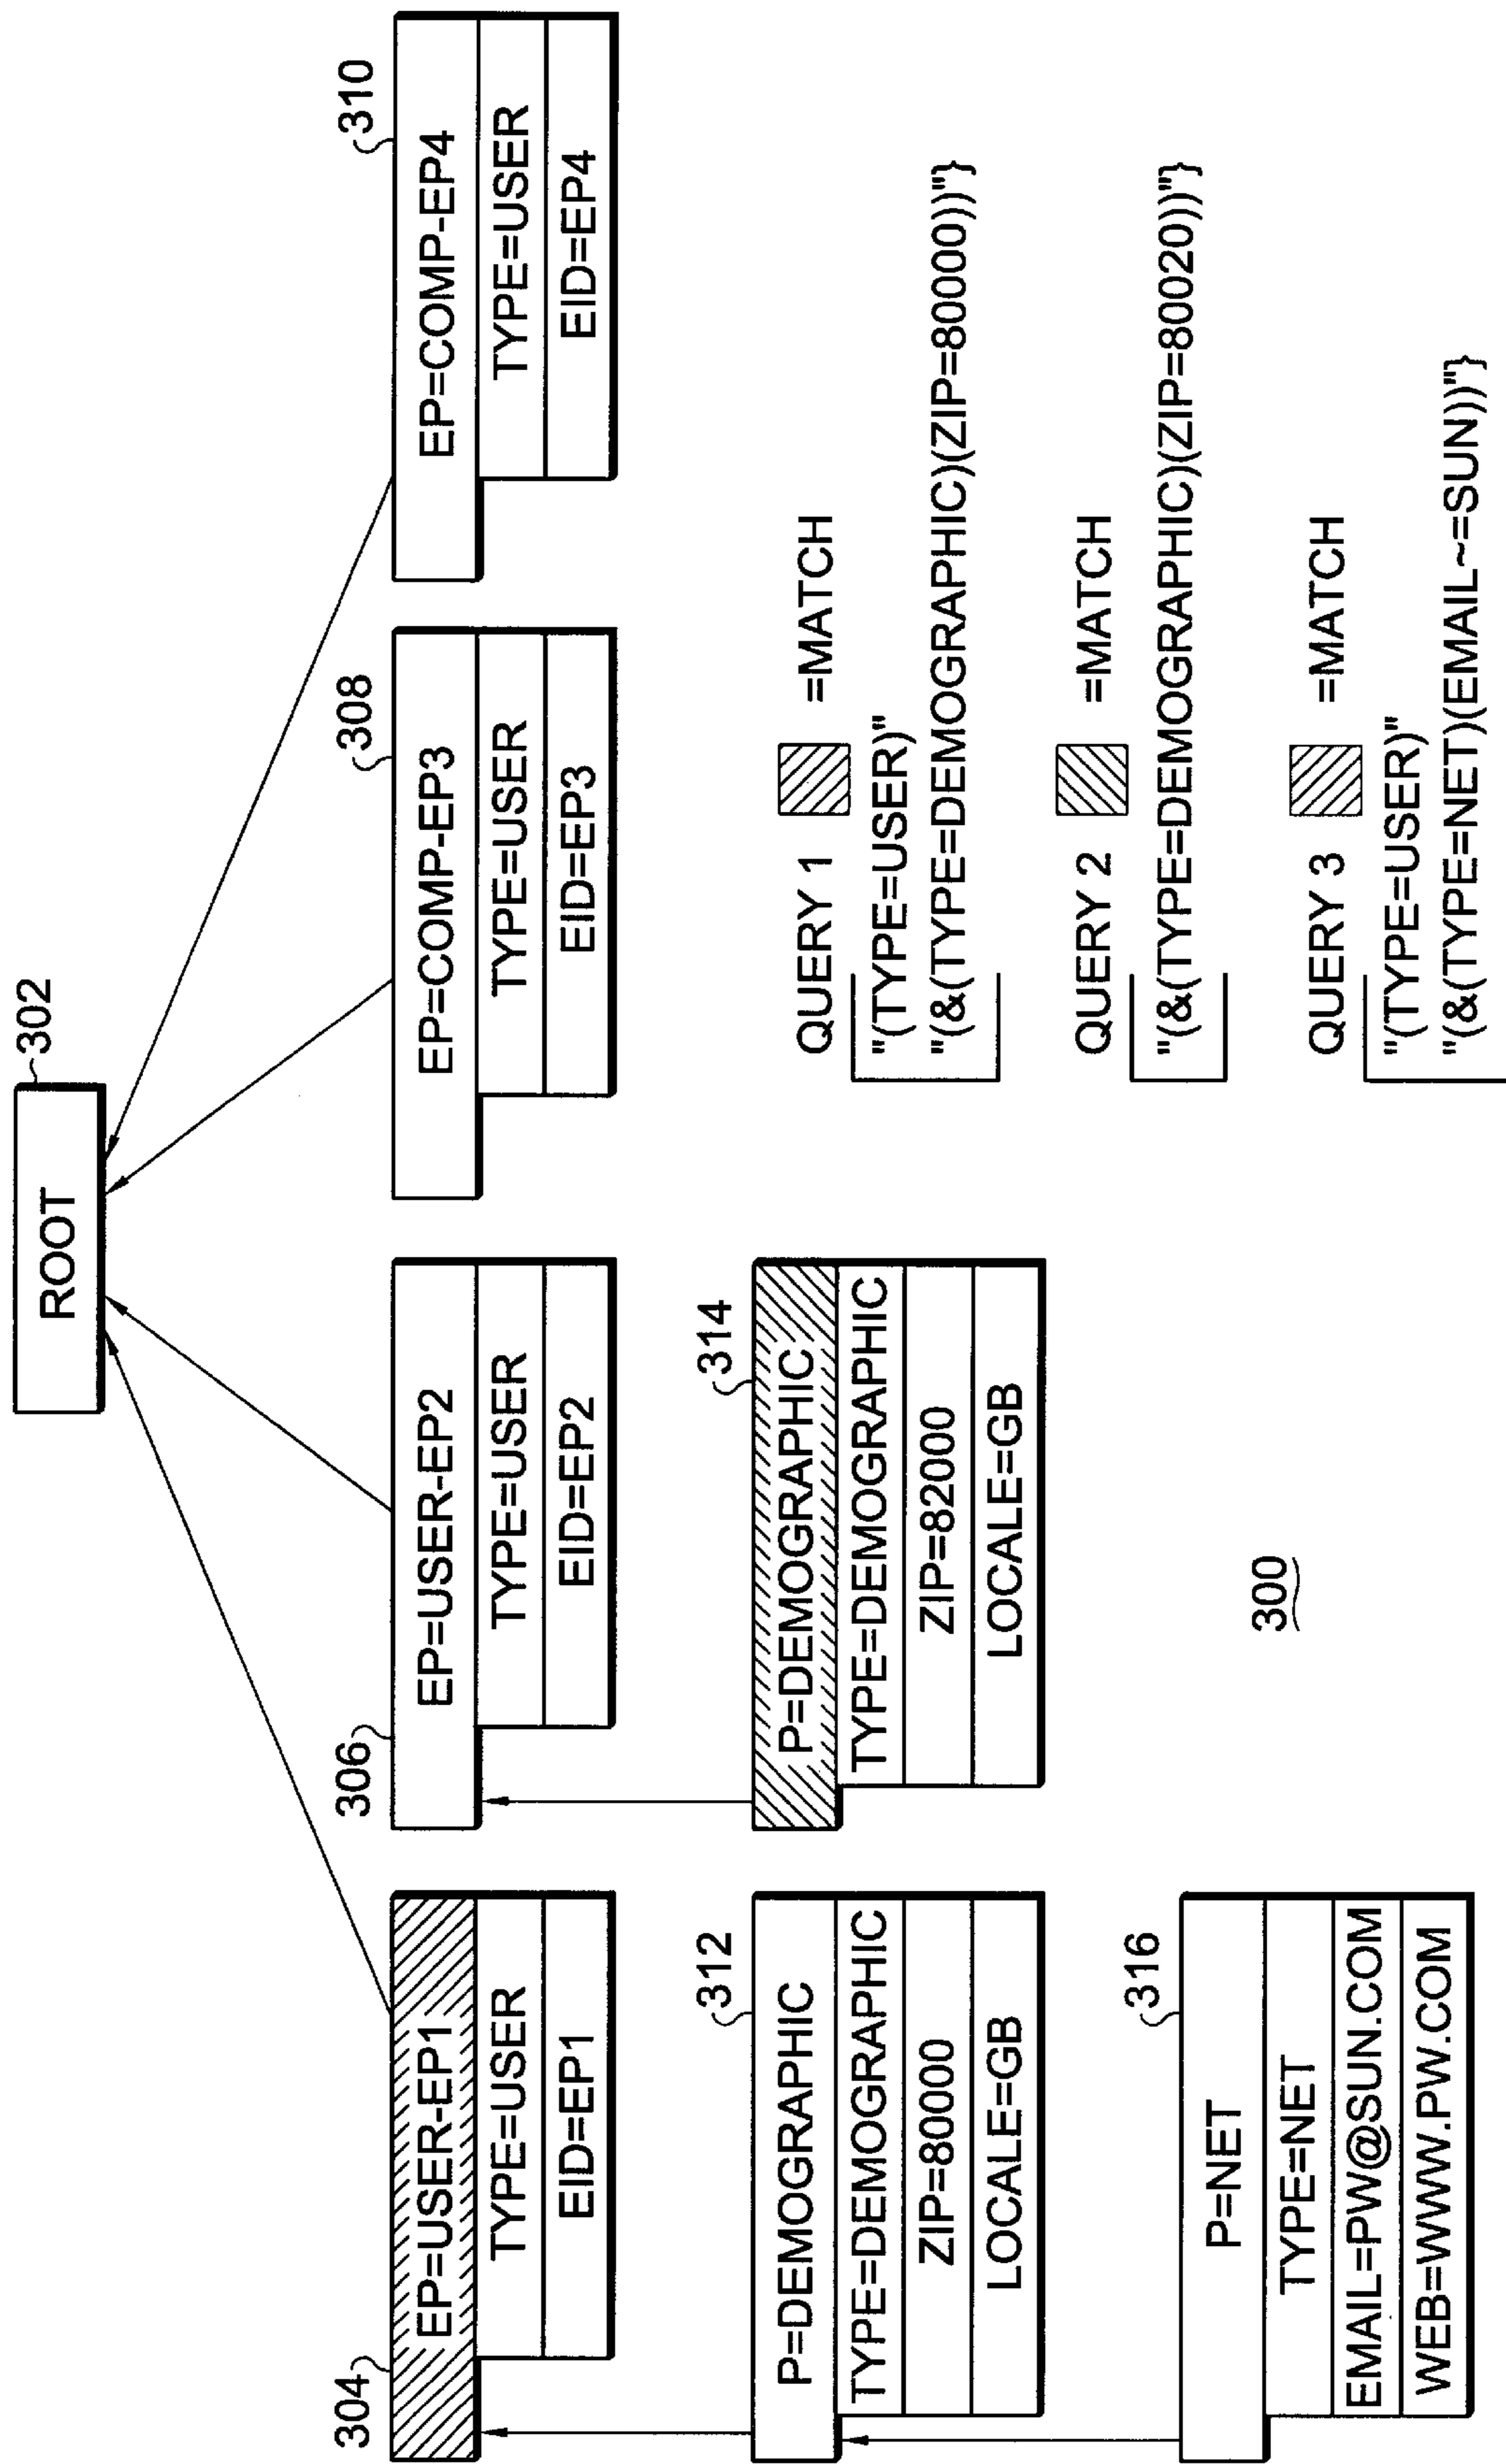 302
ROOT
304
EP=USER-EP1
TYPE=USER
EID=EP1
306
EP=USER-EP2
TYPE=USER
EID=EP2
308
EP=COMP-EP3
TYPE=USER
EID=EP3
310
EP=COMP-EP4
TYPE=USER
EID=EP4
312
P=DEMOGRAPHIC
TYPE=DEMOGRAPHIC
ZIP=80000
LOCALE=GB
314
P=DEMOGRAPHIC
TYPE=DEMOGRAPHIC
ZIP=82000
LOCALE=GB
316
P=NET
TYPE=NET
EMAIL=PW@SUN.COM
WEB=WWW.PW.COM
300
QUERY 1 =MATCH
"(TYPE=USER)"
"(&(TYPE=DEMOGRAPHIC)(ZIP=80000))"}
QUERY 2 =MATCH
"(&(TYPE=DEMOGRAPHIC)(ZIP=80020))"}
QUERY 3 =MATCH
"(TYPE=USER)"
"(&(TYPE=NET)(EMAIL~=SUN))"}